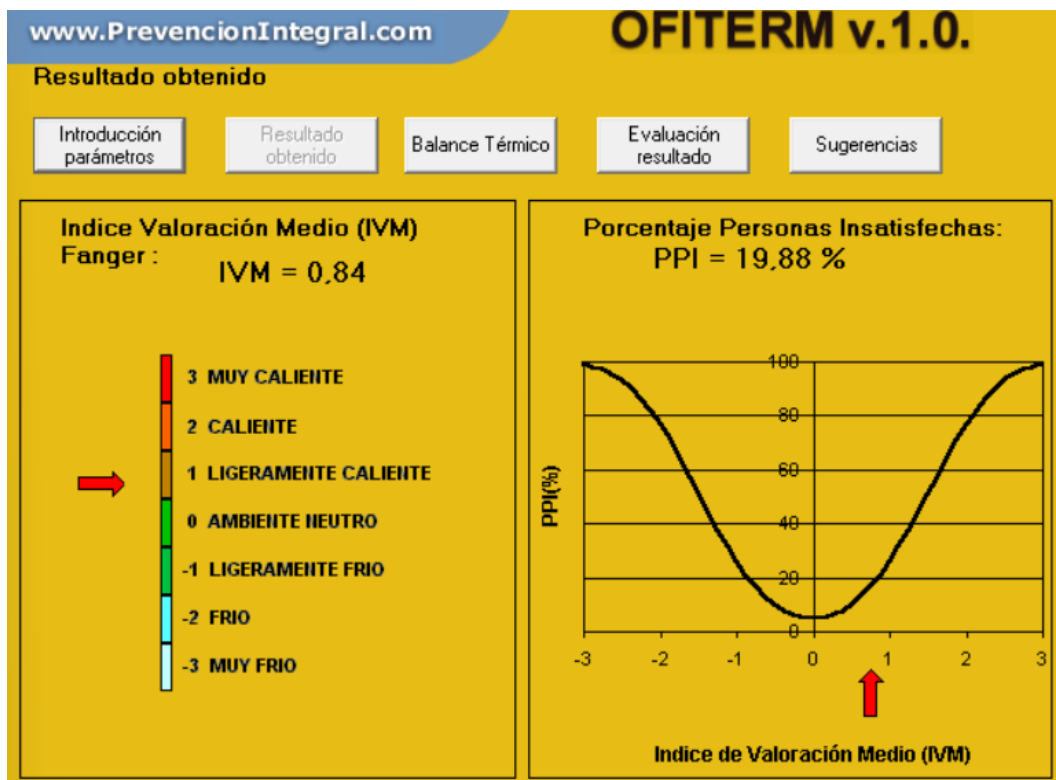 www.PrevencionIntegral.com
OFITERM v.1.0.
Resultado obtenido
Introducción
parámetros
Resultado
obtenido
Balance Térmico
Evaluación
resultado
Sugerencias
Indice Valoración Medio (IVM)
Fanger :
IVM = 0,84
3 MUY CALIENTE
2 CALIENTE
1 LIGERAMENTE CALIENTE
0 AMBIENTE NEUTRO
-1 LIGERAMENTE FRIO
-2 FRIO
-3 MUY FRIO
Porcentaje Personas Insatisfechas:
PPI = 19,88 %
PPI(%)
100
80
60
40
20
0
-3 -2 -1 0 1 2 3
Indice de Valoración Medio (IVM)